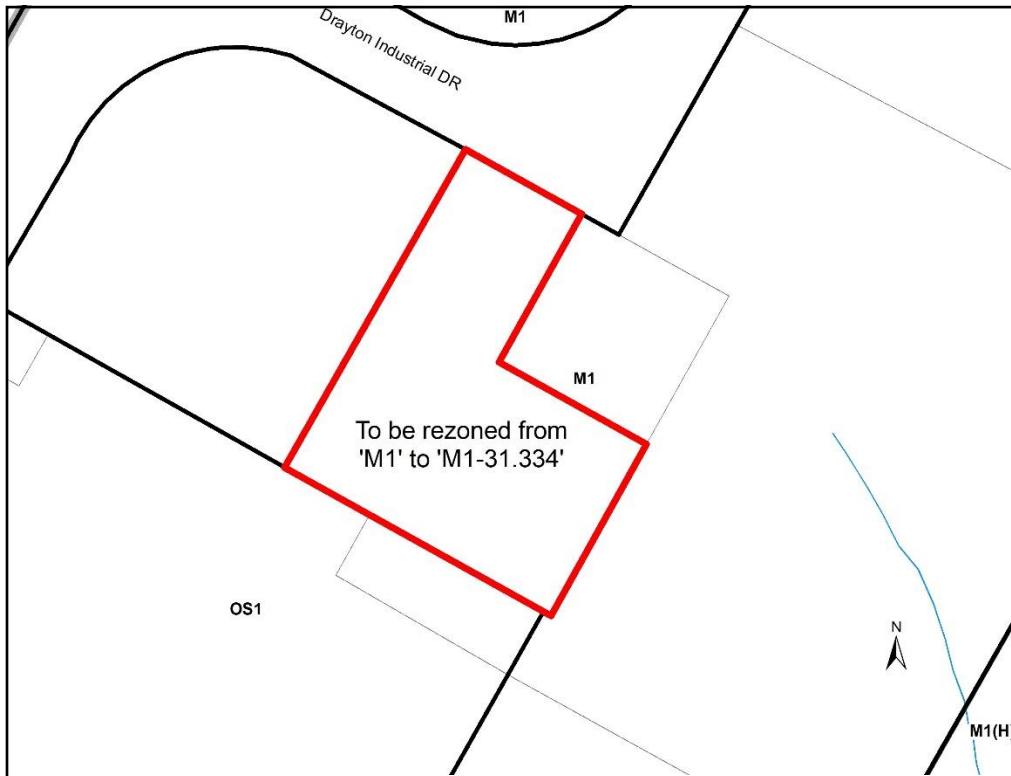 M1
Drayton Industrial DR
M1
To be rezoned from
'M1' to 'M1-31.334'
OS1
N
M1(H)